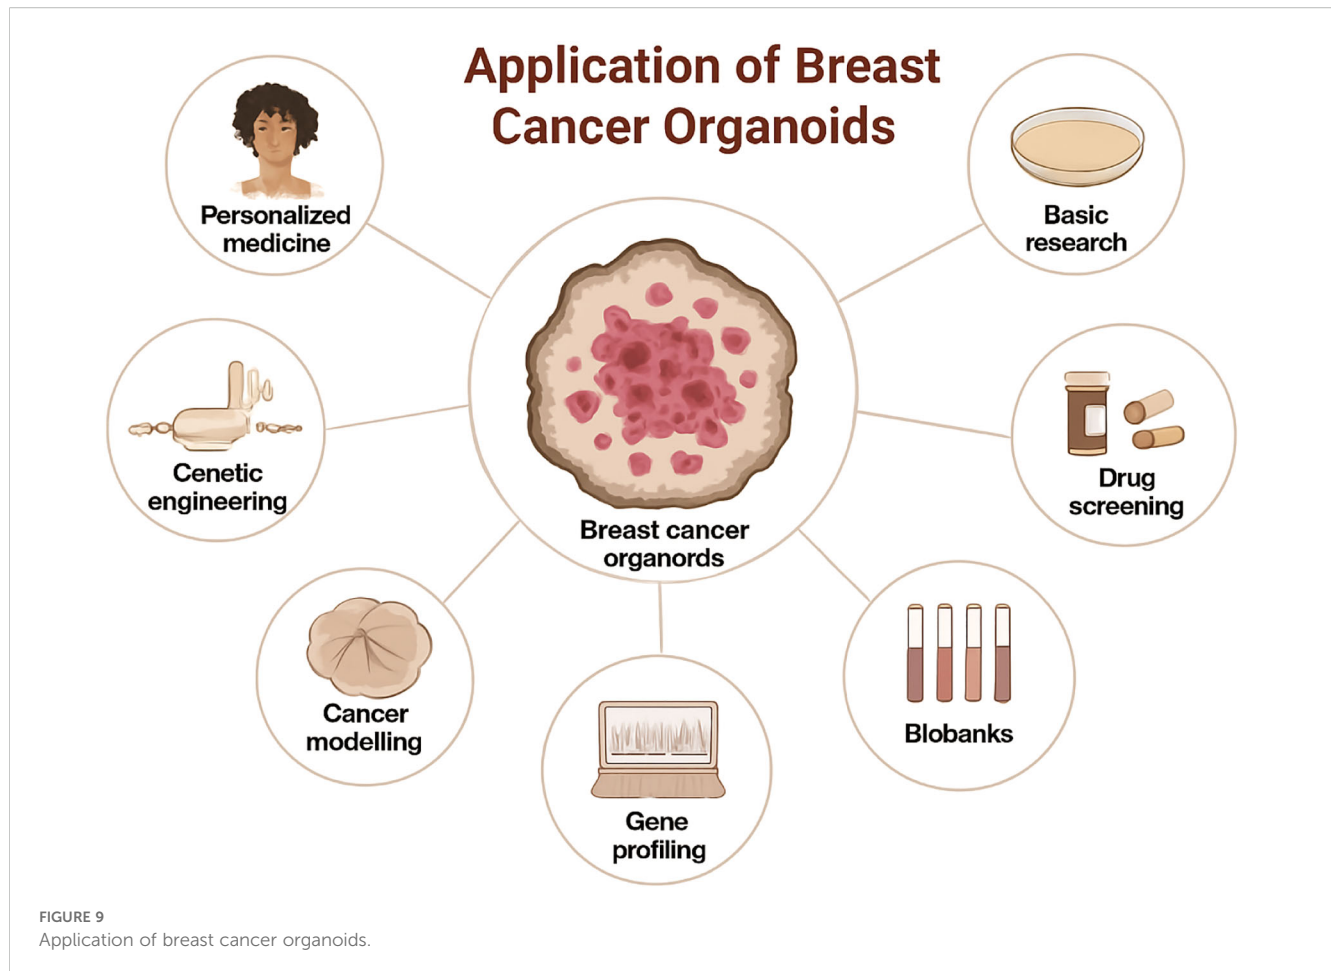 Application of Breast
Cancer Organoids
Personalized
medicine
Basic
research
Cenetic
engineering
Drug
screening
Breast cancer
organords
Cancer
modelling
Blobanks
Gene
profiling
FIGURE 9
Application of breast cancer organoids.